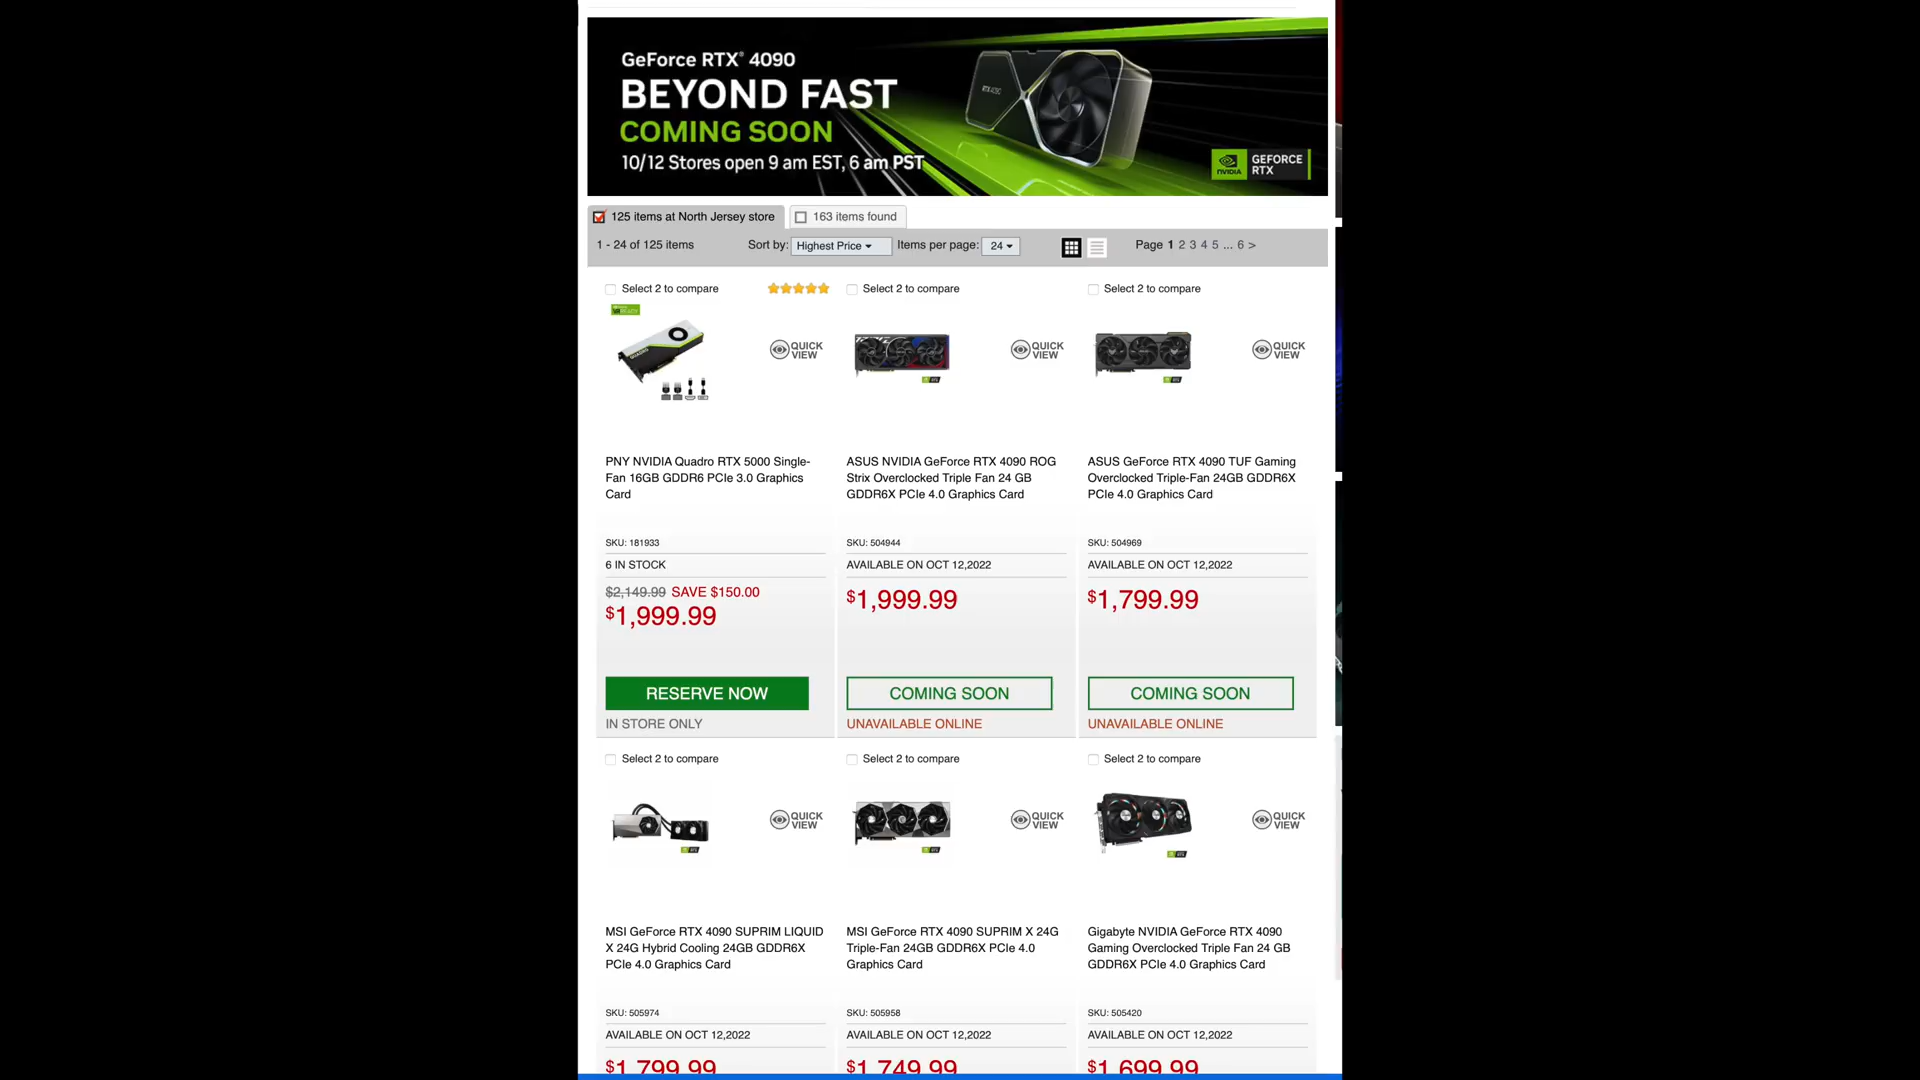 GeForce RTX® 4090
BEYOND FAST
COMING SOON
10/12 Stores open 9 am EST, 6 am PST
RTX 4090
NVIDIA
GEFORCE
RTX
125 items at North Jersey store
163 items found
1 - 24 of 125 items
Sort by: Highest Price
Items per page: 24
Page 1 2 3 4 5 ... 6 >
Select 2 to compare
QUADRO
QUICK
VIEW
PNY NVIDIA Quadro RTX 5000 Single-
Fan 16GB GDDR6 PCIe 3.0 Graphics
Card
SKU: 181933
6 IN STOCK
$2,149.99 SAVE $150.00
$1,999.99
RESERVE NOW
IN STORE ONLY
Select 2 to compare
QUICK
VIEW
ASUS NVIDIA GeForce RTX 4090 ROG
Strix Overclocked Triple Fan 24 GB
GDDR6X PCIe 4.0 Graphics Card
SKU: 504944
AVAILABLE ON OCT 12,2022
$1,999.99
COMING SOON
UNAVAILABLE ONLINE
Select 2 to compare
QUICK
VIEW
ASUS GeForce RTX 4090 TUF Gaming
Overclocked Triple-Fan 24GB GDDR6X
PCIe 4.0 Graphics Card
SKU: 504969
AVAILABLE ON OCT 12,2022
$1,799.99
COMING SOON
UNAVAILABLE ONLINE
Select 2 to compare
QUICK
VIEW
MSI GeForce RTX 4090 SUPRIM LIQUID
X 24G Hybrid Cooling 24GB GDDR6X
PCIe 4.0 Graphics Card
SKU: 505974
AVAILABLE ON OCT 12,2022
$1,799.99
Select 2 to compare
QUICK
VIEW
MSI GeForce RTX 4090 SUPRIM X 24G
Triple-Fan 24GB GDDR6X PCIe 4.0
Graphics Card
SKU: 505958
AVAILABLE ON OCT 12,2022
$1,749.99
Select 2 to compare
QUICK
VIEW
Gigabyte NVIDIA GeForce RTX 4090
Gaming Overclocked Triple Fan 24 GB
GDDR6X PCIe 4.0 Graphics Card
SKU: 505420
AVAILABLE ON OCT 12,2022
$1,699.99